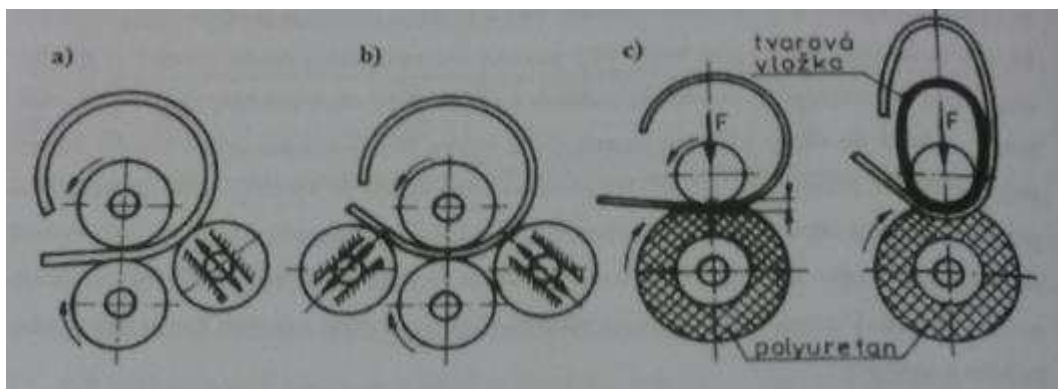 a)
b)
c)
tvarová
vložka
F
F
polyuretan